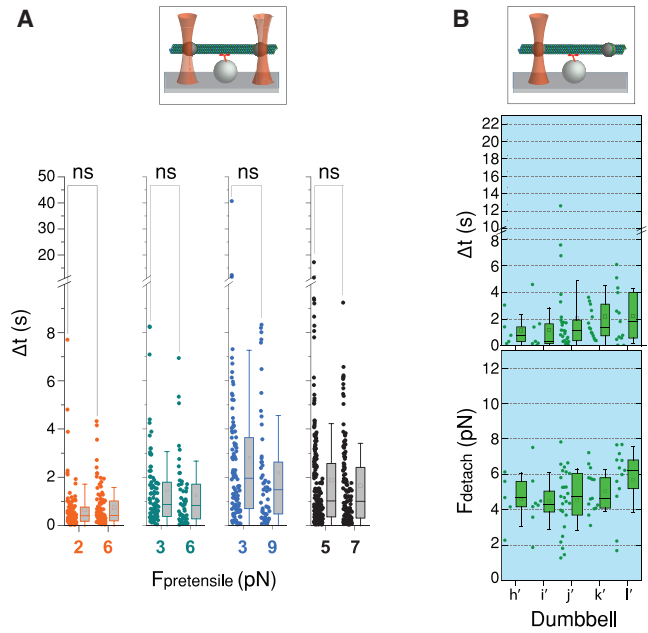 A
ns ns ns ns
50
40
30
20
10
8
6
4
2
0
Δt (s)
2 6 3 6 3 9 5 7
Fpretensile (pN)
B
22
20
18
16
14
12
10
8
6
4
2
0
Δt (s)
12
10
8
6
4
2
0
Fdetach (pN)
h′ i′ j′ k′ l′
Dumbbell